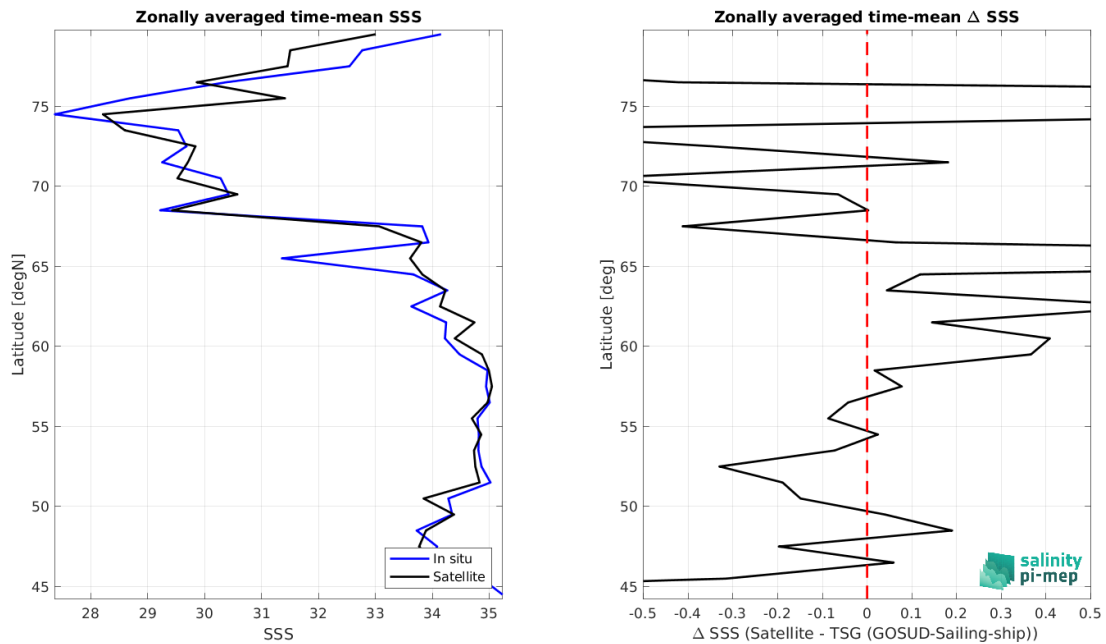 Zonally averaged time-mean SSS
75
70
65
60
55
50
45
Latitude [degN]
28 29 30 31 32 33 34 35
SSS
In situ
Satellite
Zonally averaged time-mean Δ SSS
75
70
65
60
55
50
45
Latitude [deg]
-0.5 -0.4 -0.3 -0.2 -0.1 0 0.1 0.2 0.3 0.4 0.5
Δ SSS (Satellite - TSG (GOSUD-Sailing-ship))
salinity
pi-mep